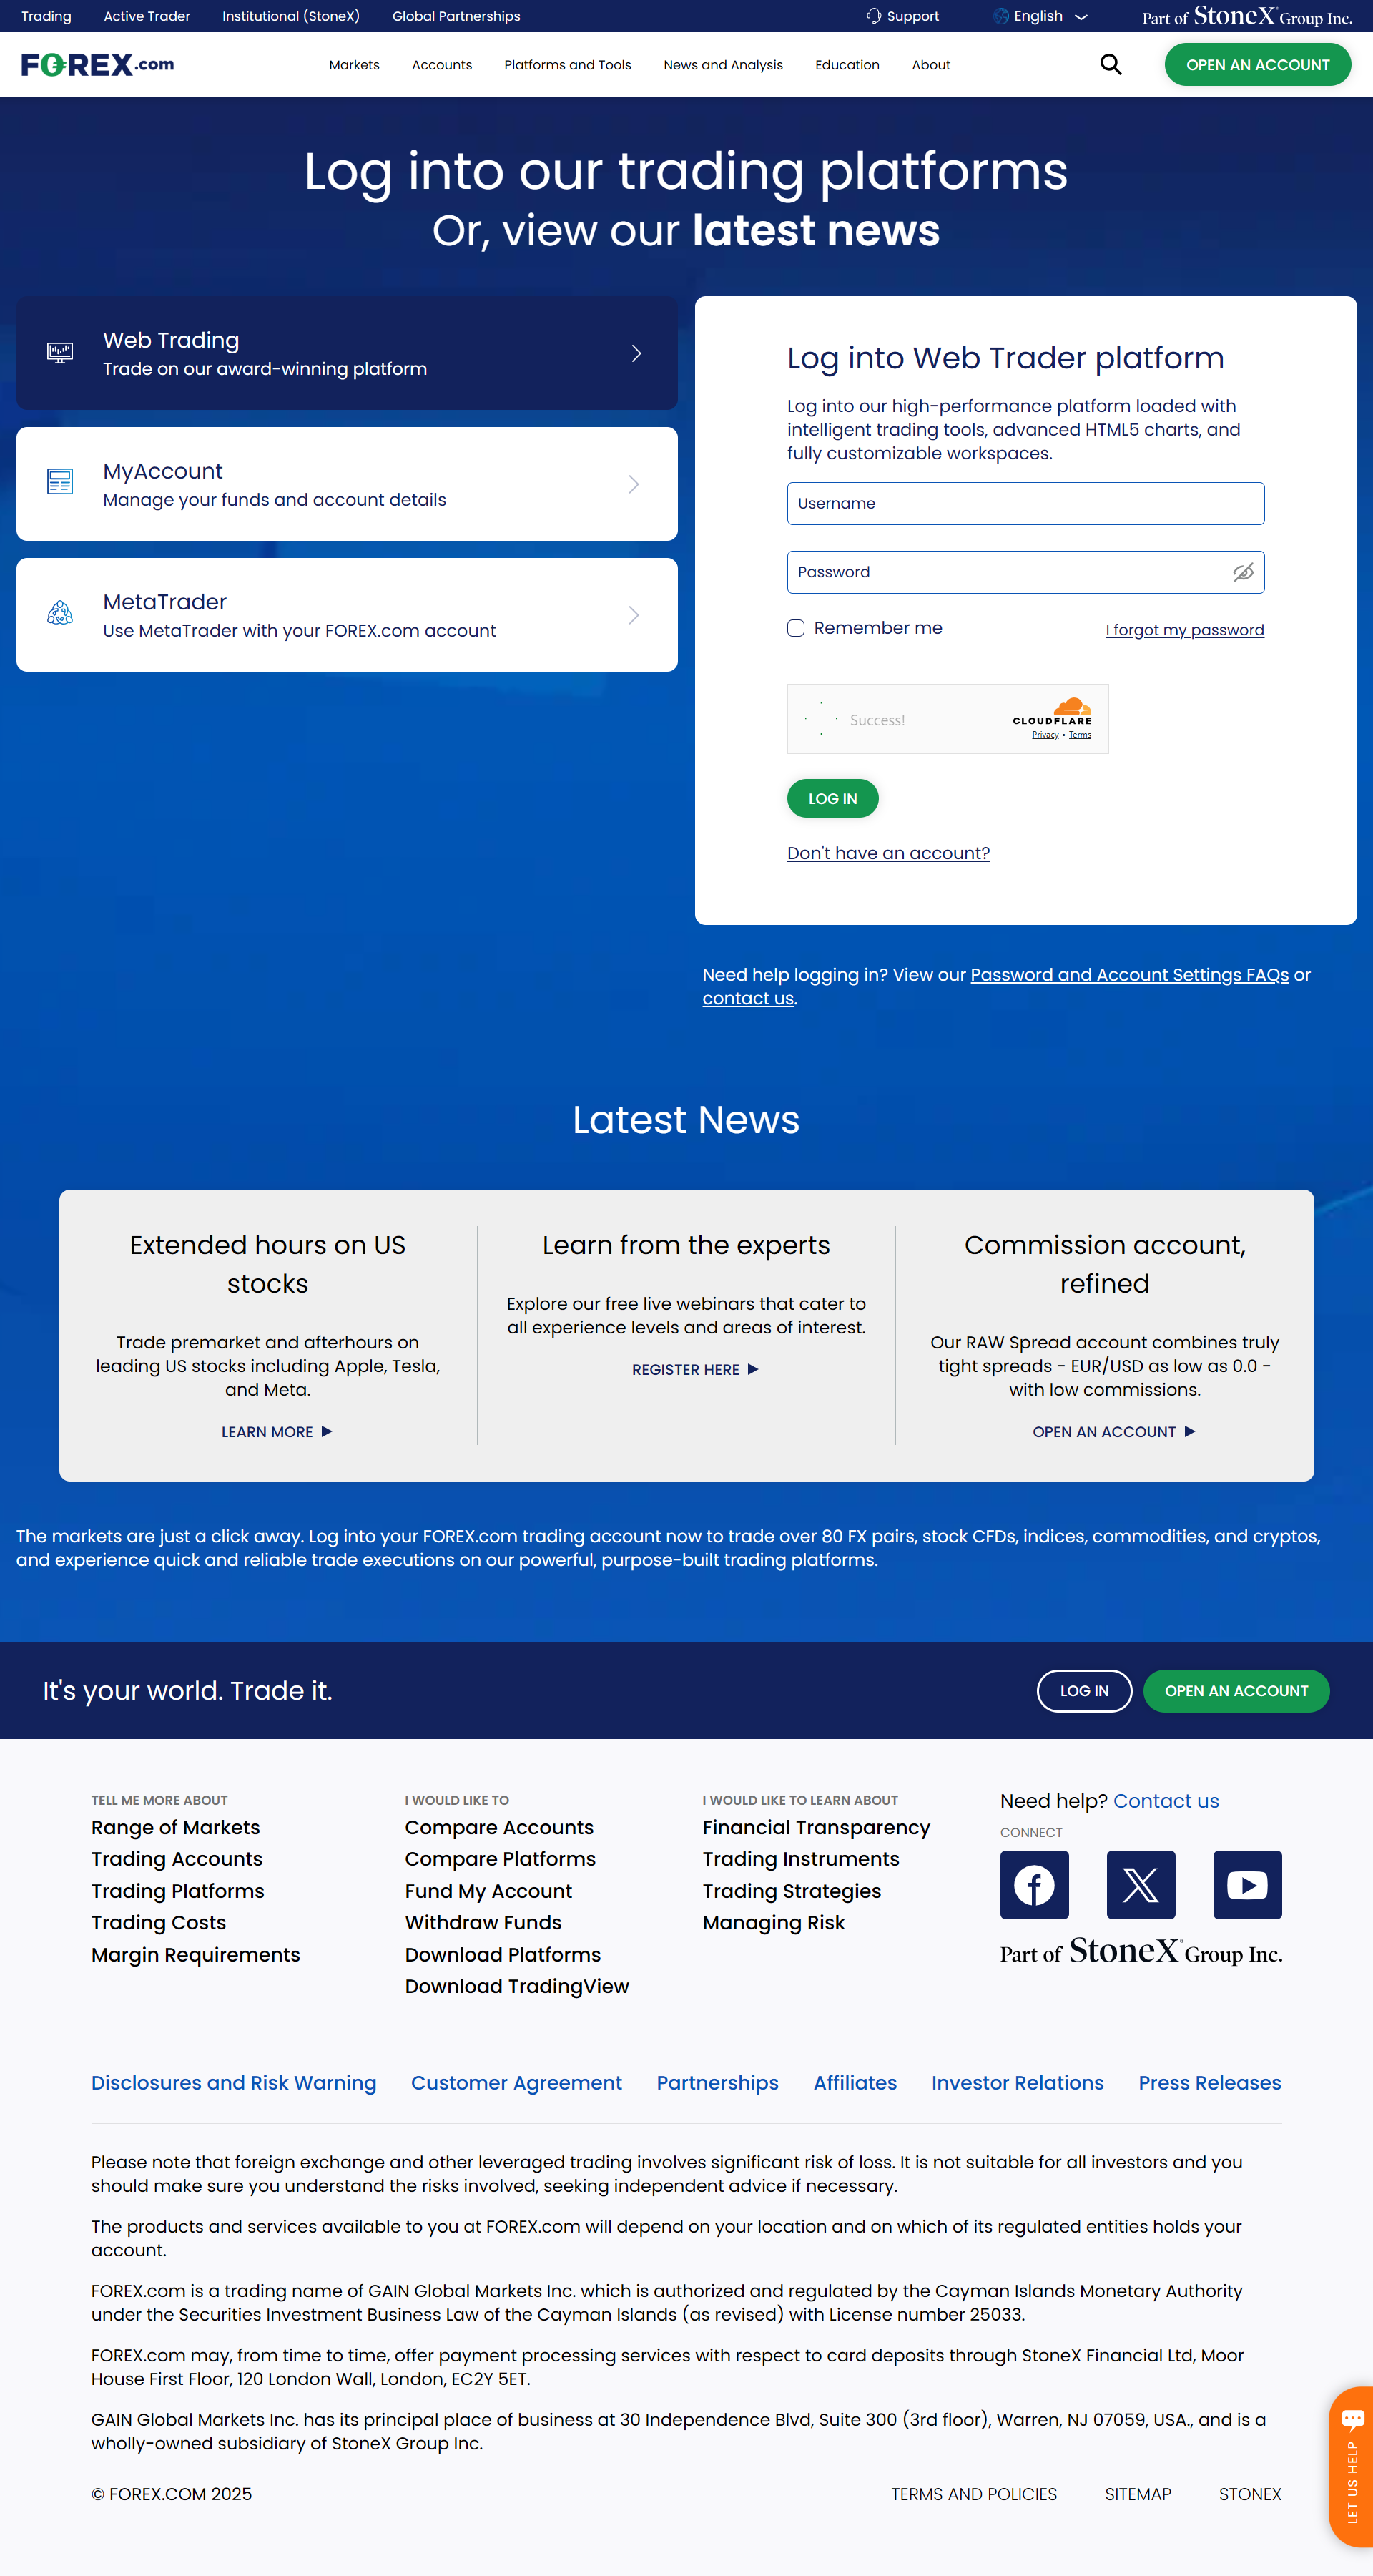 Trading Active Trader Institutional (StoneX) Global Partnerships Support English Part of StoneX Group Inc.
FOREX.com Markets Accounts Platforms and Tools News and Analysis Education About OPEN AN ACCOUNT
Log into our trading platforms
Or, view our latest news
Web Trading
Trade on our award-winning platform
MyAccount
Manage your funds and account details
MetaTrader
Use MetaTrader with your FOREX.com account
Log into Web Trader platform
Log into our high-performance platform loaded with
intelligent trading tools, advanced HTML5 charts, and
fully customizable workspaces.
Username
Password
Remember me I forgot my password
Success!
CLOUDFLARE
Privacy • Terms
LOG IN
Don't have an account?
Need help logging in? View our Password and Account Settings FAQs or
contact us.
Latest News
Extended hours on US
stocks
Trade premarket and afterhours on
leading US stocks including Apple, Tesla,
and Meta.
LEARN MORE
Learn from the experts
Explore our free live webinars that cater to
all experience levels and areas of interest.
REGISTER HERE
Commission account,
refined
Our RAW Spread account combines truly
tight spreads - EUR/USD as low as 0.0 -
with low commissions.
OPEN AN ACCOUNT
The markets are just a click away. Log into your FOREX.com trading account now to trade over 80 FX pairs, stock CFDs, indices, commodities, and cryptos,
and experience quick and reliable trade executions on our powerful, purpose-built trading platforms.
It's your world. Trade it. LOG IN OPEN AN ACCOUNT
TELL ME MORE ABOUT
Range of Markets
Trading Accounts
Trading Platforms
Trading Costs
Margin Requirements
I WOULD LIKE TO
Compare Accounts
Compare Platforms
Fund My Account
Withdraw Funds
Download Platforms
Download TradingView
I WOULD LIKE TO LEARN ABOUT
Financial Transparency
Trading Instruments
Trading Strategies
Managing Risk
Need help? Contact us
CONNECT
Part of StoneX Group Inc.
Disclosures and Risk Warning Customer Agreement Partnerships Affiliates Investor Relations Press Releases
Please note that foreign exchange and other leveraged trading involves significant risk of loss. It is not suitable for all investors and you
should make sure you understand the risks involved, seeking independent advice if necessary.
The products and services available to you at FOREX.com will depend on your location and on which of its regulated entities holds your
account.
FOREX.com is a trading name of GAIN Global Markets Inc. which is authorized and regulated by the Cayman Islands Monetary Authority
under the Securities Investment Business Law of the Cayman Islands (as revised) with License number 25033.
FOREX.com may, from time to time, offer payment processing services with respect to card deposits through StoneX Financial Ltd, Moor
House First Floor, 120 London Wall, London, EC2Y 5ET.
GAIN Global Markets Inc. has its principal place of business at 30 Independence Blvd, Suite 300 (3rd floor), Warren, NJ 07059, USA., and is a
wholly-owned subsidiary of StoneX Group Inc.
© FOREX.COM 2025 TERMS AND POLICIES SITEMAP STONEX
LET US HELP